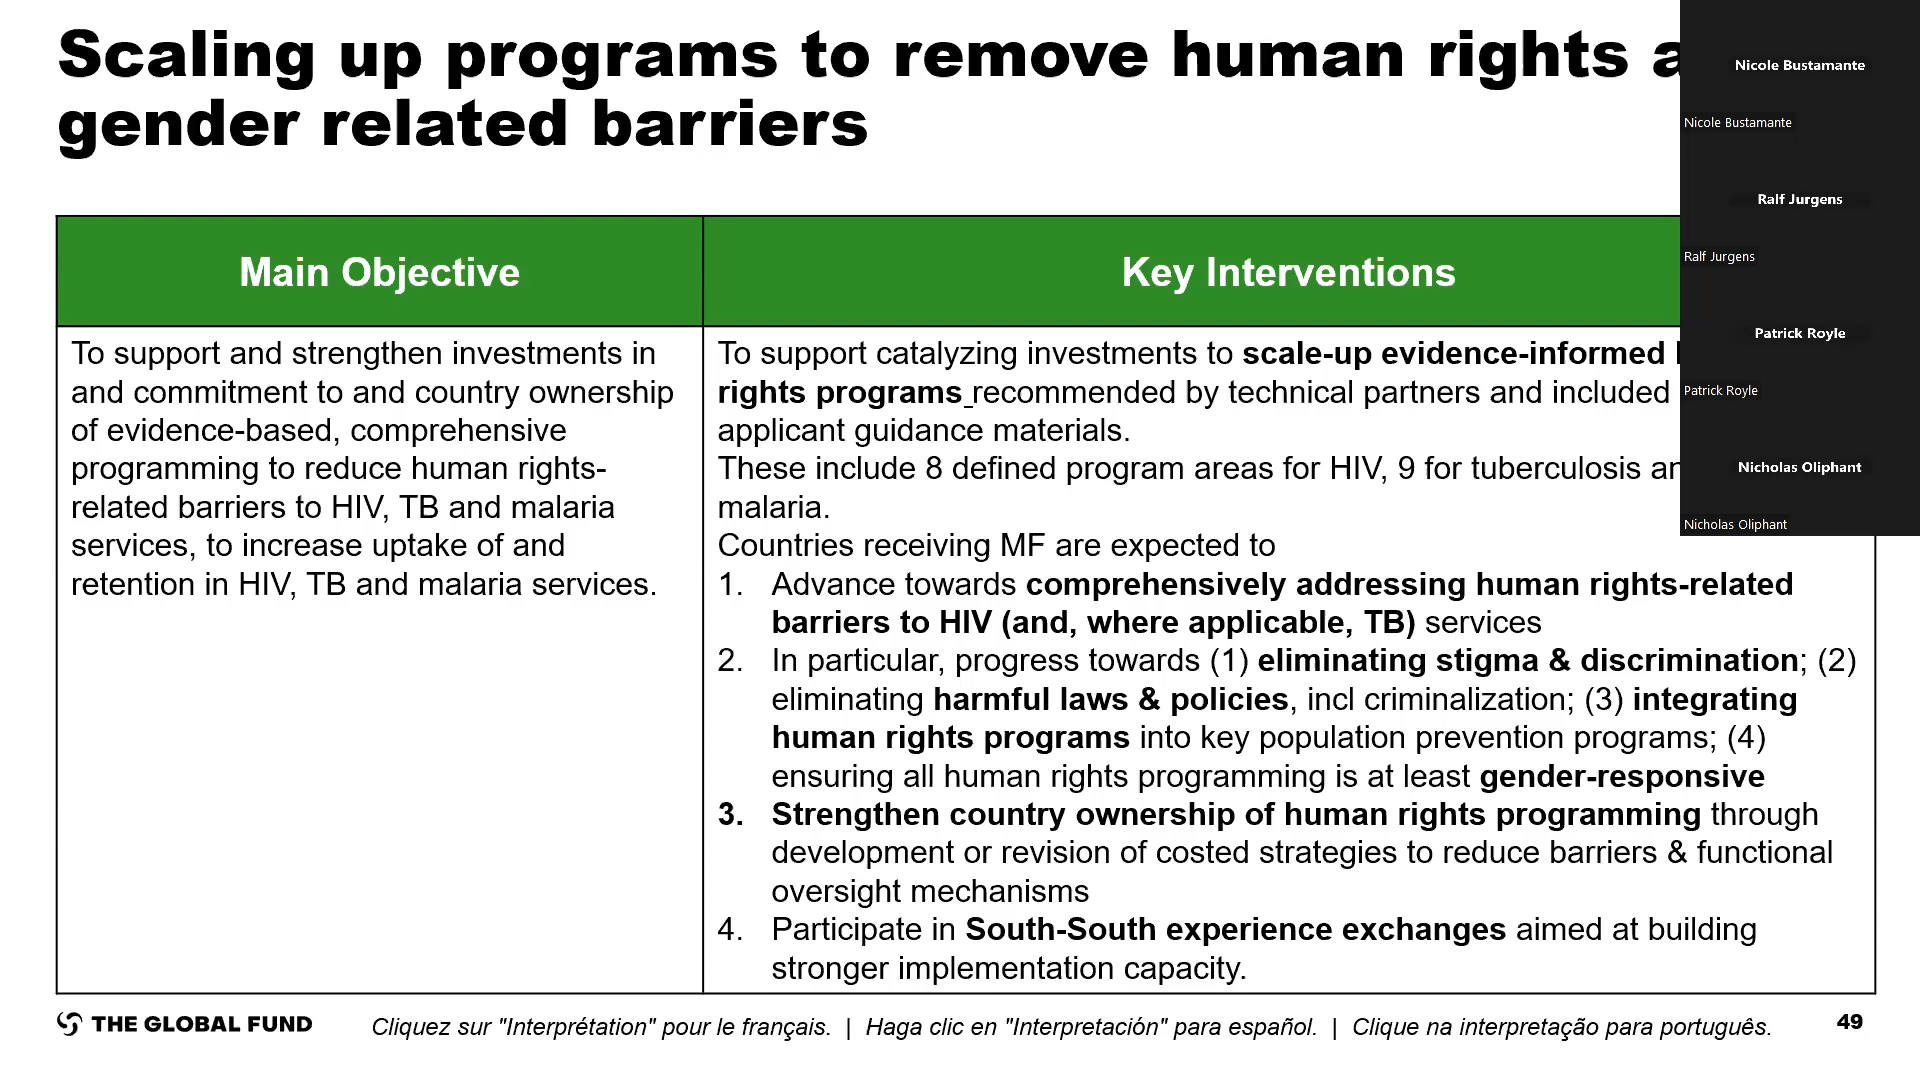 Scaling up programs to remove human rights a
gender related barriers
Nicole Bustamante
Nicole Bustamante
Ralf Jurgens
Ralf Jurgens
Patrick Royle
Patrick Royle
Nicholas Oliphant
Nicholas Oliphant
Main Objective
Key Interventions
To support and strengthen investments in
and commitment to and country ownership
of evidence-based, comprehensive
programming to reduce human rights-
related barriers to HIV, TB and malaria
services, to increase uptake of and
retention in HIV, TB and malaria services.
To support catalyzing investments to scale-up evidence-informed
rights programs recommended by technical partners and included
applicant guidance materials.
These include 8 defined program areas for HIV, 9 for tuberculosis an
malaria.
Countries receiving MF are expected to
1. Advance towards comprehensively addressing human rights-related
barriers to HIV (and, where applicable, TB) services
2. In particular, progress towards (1) eliminating stigma & discrimination; (2)
eliminating harmful laws & policies, incl criminalization; (3) integrating
human rights programs into key population prevention programs; (4)
ensuring all human rights programming is at least gender-responsive
3. Strengthen country ownership of human rights programming through
development or revision of costed strategies to reduce barriers & functional
oversight mechanisms
4. Participate in South-South experience exchanges aimed at building
stronger implementation capacity.
THE GLOBAL FUND
Cliquez sur "Interprétation" pour le français. | Haga clic en "Interpretación" para español. | Clique na interpretação para português.
49